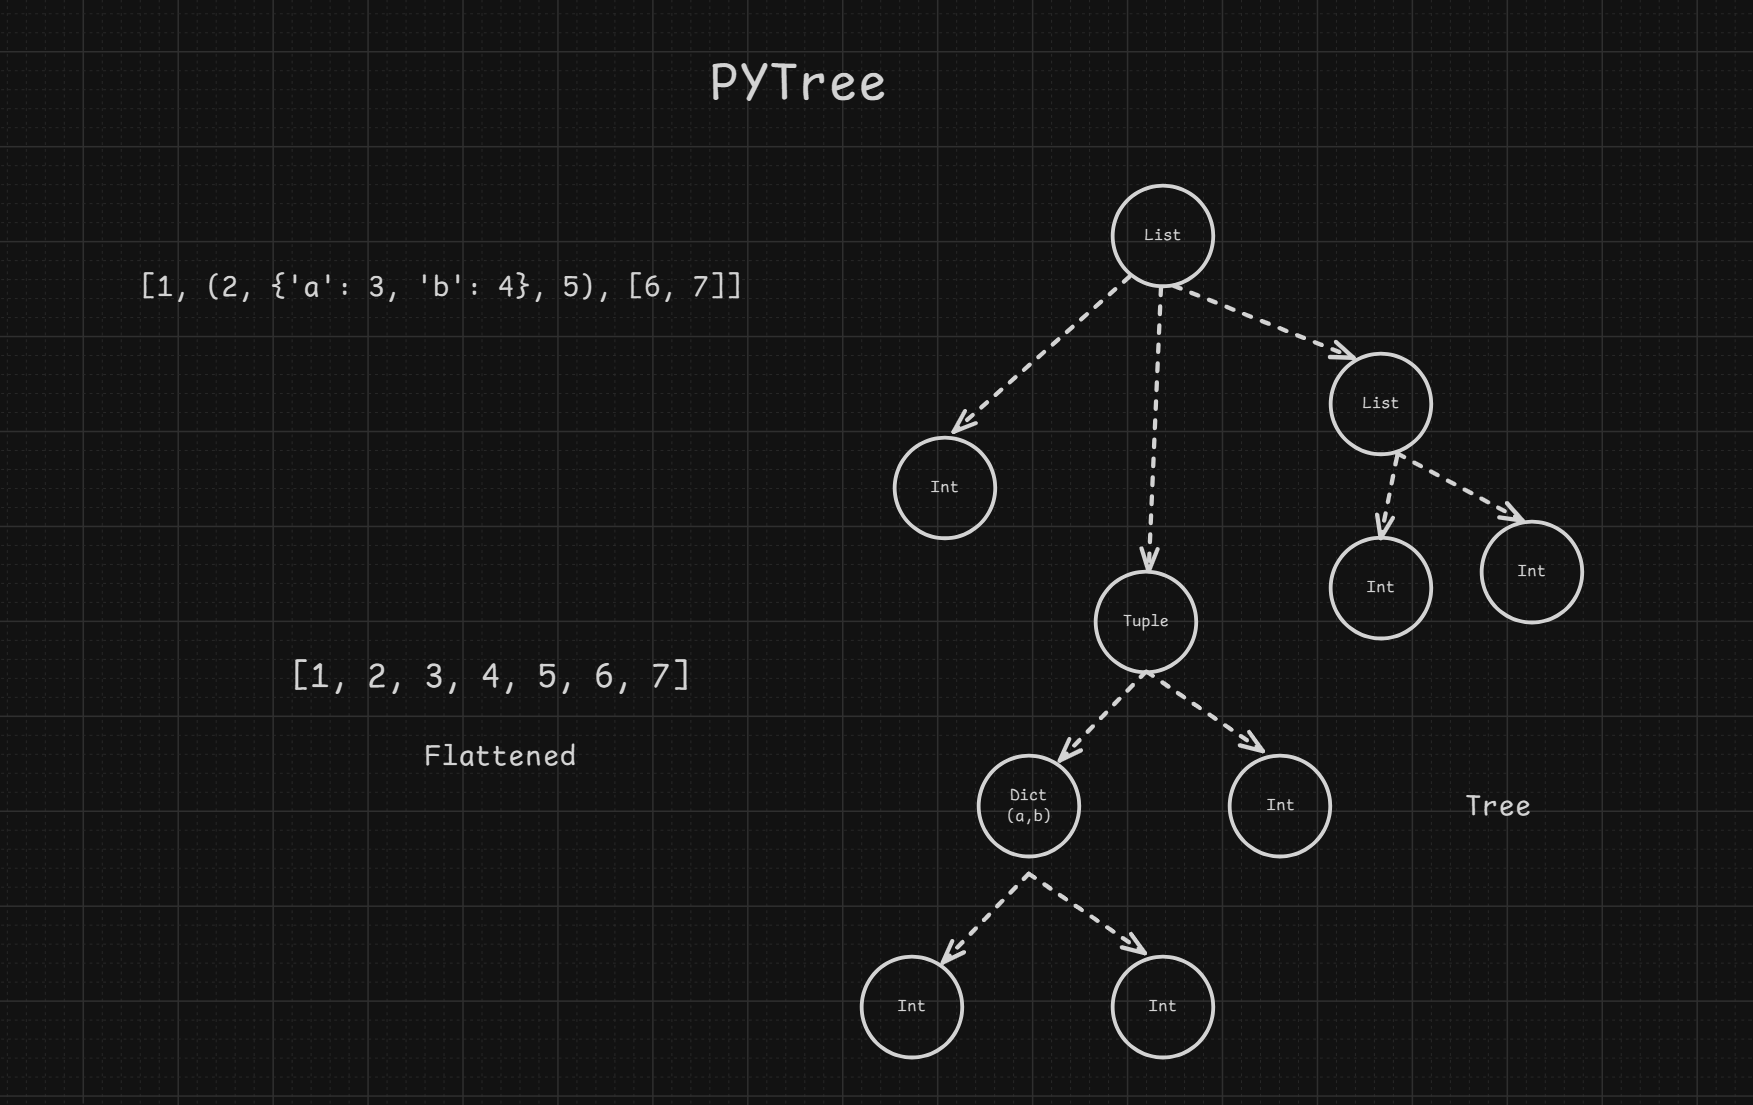 PYTree
[1, (2, {'a': 3, 'b': 4}, 5), [6, 7]]
[1, 2, 3, 4, 5, 6, 7]
Flattened
List
List
Int
Int
Int
Tuple
Dict
(a,b)
Int
Tree
Int
Int